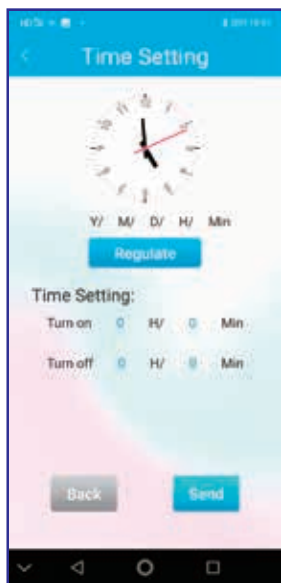 Time Setting
Y/ M/ D/ H/ Min
Regulate
Time Setting:
Turn on 0 H/ 0 Min
Turn off 0 H/ 0 Min
Back Send